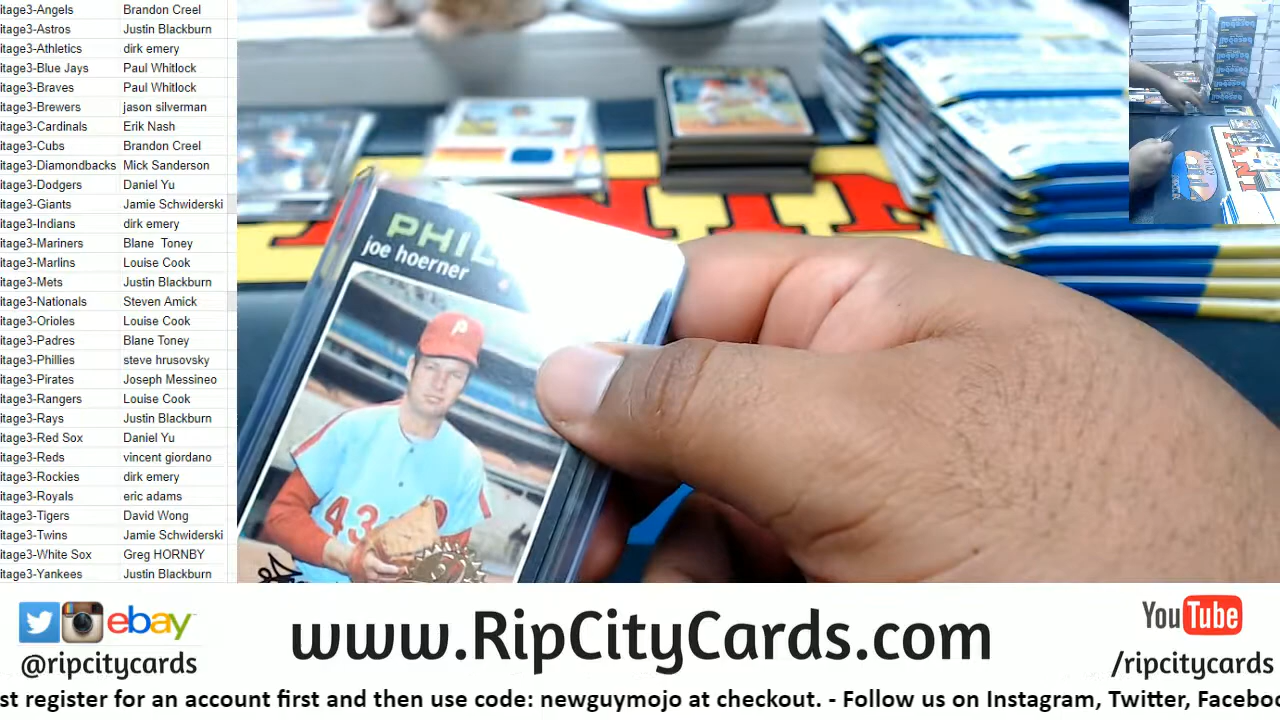 itage3-Angels Brandon Creel
itage3-Astros Justin Blackburn
itage3-Athletics dirk emery
itage3-Blue Jays Paul Whitlock
itage3-Braves Paul Whitlock
itage3-Brewers jason silverman
itage3-Cardinals Erik Nash
itage3-Cubs Brandon Creel
itage3-Diamondbacks Mick Sanderson
itage3-Dodgers Daniel Yu
itage3-Giants Jamie Schwiderski
itage3-Indians dirk emery
itage3-Mariners Blane Toney
itage3-Marlins Louise Cook
itage3-Mets Justin Blackburn
itage3-Nationals Steven Amick
itage3-Orioles Louise Cook
itage3-Padres Blane Toney
itage3-Phillies steve hrusovsky
itage3-Pirates Joseph Messineo
itage3-Rangers Louise Cook
itage3-Rays Justin Blackburn
itage3-Red Sox Daniel Yu
itage3-Reds vincent giordano
itage3-Rockies dirk emery
itage3-Royals eric adams
itage3-Tigers David Wong
itage3-Twins Jamie Schwiderski
itage3-White Sox Greg HORNBY
itage3-Yankees Justin Blackburn
PHIL
joe hoerner
P
43
ebay
@ripcitycards
www.RipCityCards.com
YouTube
/ripcitycards
st register for an account first and then use code: newguymojo at checkout. - Follow us on Instagram, Twitter, Facebo